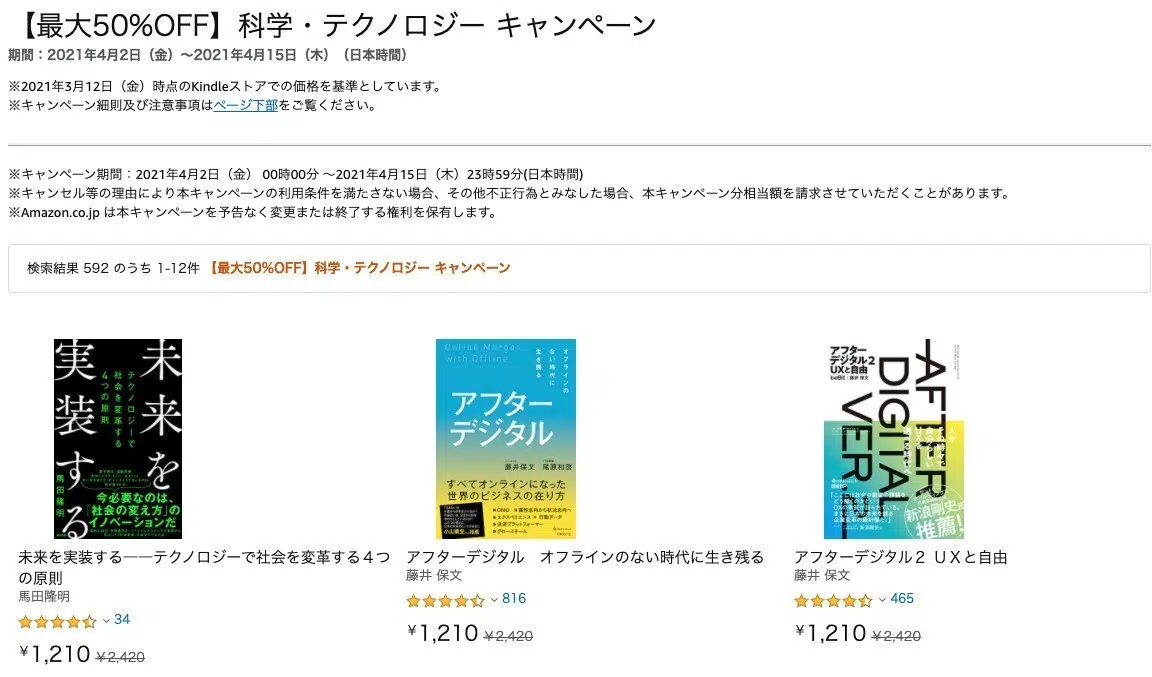 【最大50%OFF】科学・テクノロジー キャンペーン
期間：2021年4月2日（金）～2021年4月15日（木）（日本時間）
※2021年3月12日（金）時点のKindleストアでの価格を基準としています。
※キャンペーン細則及び注意事項はページ下部をご覧ください。
※キャンペーン期間：2021年4月2日（金） 00時00分 ～2021年4月15日（木）23時59分(日本時間)
※キャンセル等の理由により本キャンペーンの利用条件を満たさない場合、その他不正行為とみなした場合、本キャンペーン分相当額を請求させていただくことがあります。
※Amazon.co.jp は本キャンペーンを予告なく変更または終了する権利を保有します。
検索結果 592 のうち 1-12件 【最大50%OFF】科学・テクノロジー キャンペーン
未来を
実装する
テクノロジーで
社会を変革する
4つの原則
馬田隆明
今必要なのは、
「社会の変え方」の
イノベーションだ
Online Merges
with Offline
オフラインの
ない時代に
生き残る
アフター
デジタル
藤井保文 尾原和啓
すべてオンラインになった
世界のビジネスの在り方
アフター
デジタル2
UXと自由
beBit 藤井保文
AFTER
DIGITAL
VER
新浪剛史氏
推薦!
未来を実装する――テクノロジーで社会を変革する４つ
の原則
馬田隆明
34
¥1,210 ¥2,420
アフターデジタル　オフラインのない時代に生き残る
藤井 保文
816
¥1,210 ¥2,420
アフターデジタル２ ＵＸと自由
藤井 保文
465
¥1,210 ¥2,420